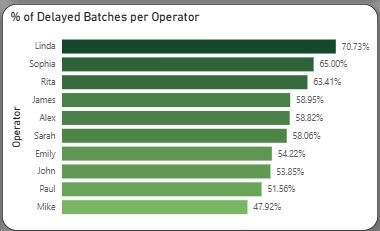 % of Delayed Batches per Operator
Operator
Linda 70.73%
Sophia 65.00%
Rita 63.41%
James 58.95%
Alex 58.82%
Sarah 58.06%
Emily 54.22%
John 53.85%
Paul 51.56%
Mike 47.92%